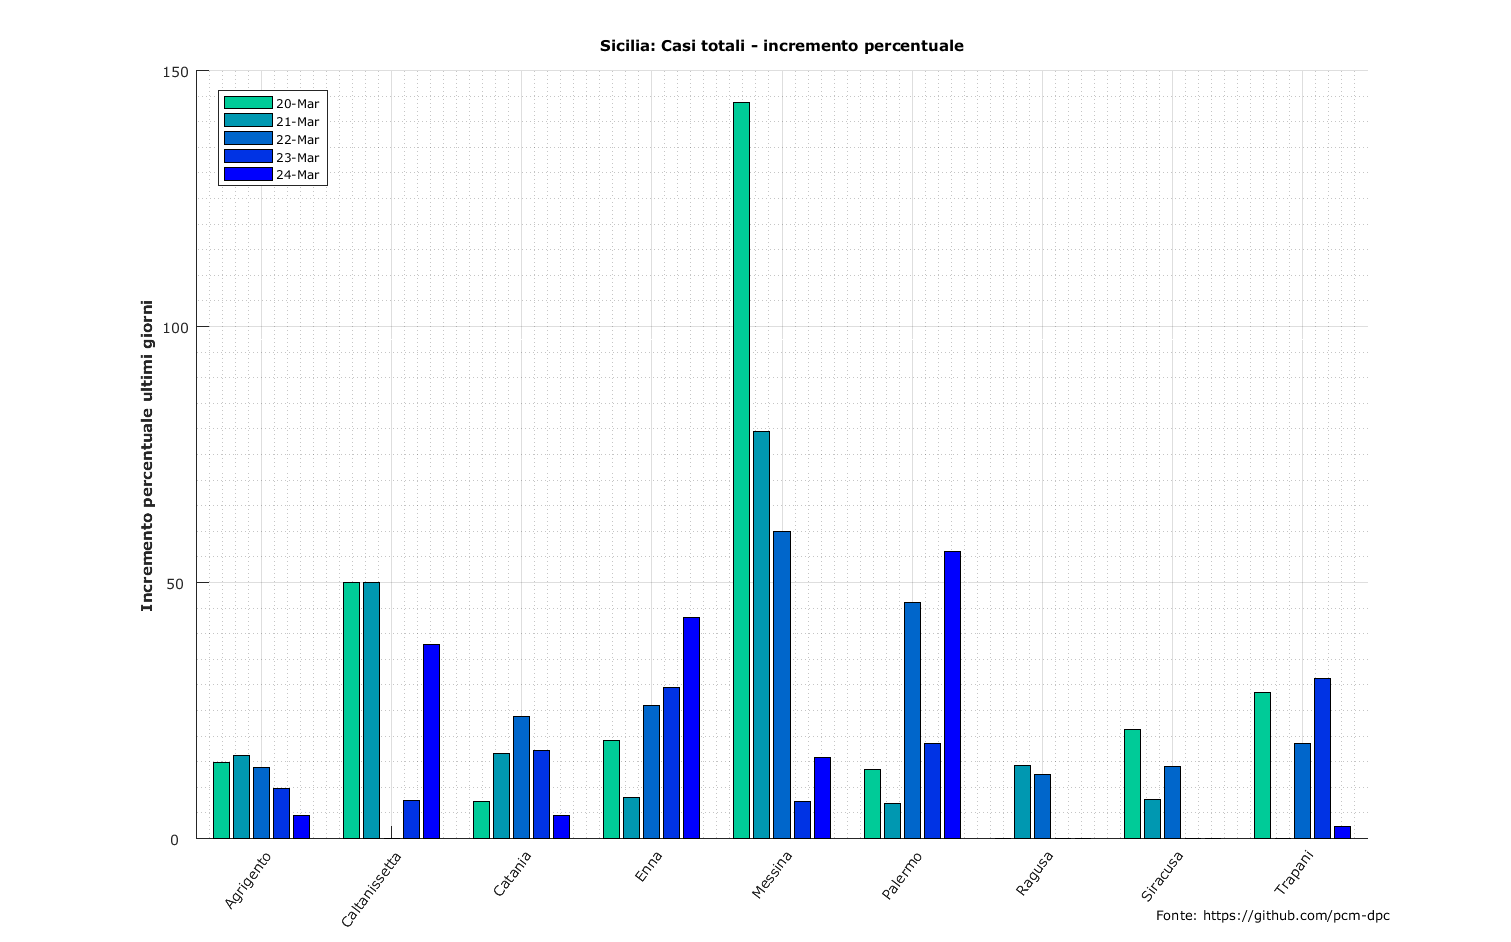 Sicilia: Casi totali - incremento percentuale
150
100
50
0
Incremento percentuale ultimi giorni
20-Mar
21-Mar
22-Mar
23-Mar
24-Mar
Agrigento
Caltanissetta
Catania
Enna
Messina
Palermo
Ragusa
Siracusa
Trapani
Fonte: https://github.com/pcm-dpc